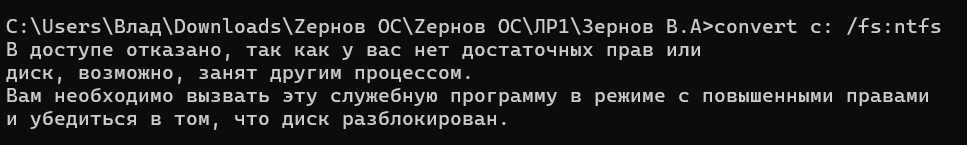 C:\Users\Влад\Downloads\Zернов ОС\Zернов ОС\ЛР1\Зернов В.А>convert c: /fs:ntfs
В доступе отказано, так как у вас нет достаточных прав или
диск, возможно, занят другим процессом.
Вам необходимо вызвать эту служебную программу в режиме с повышенными правами
и убедиться в том, что диск разблокирован.